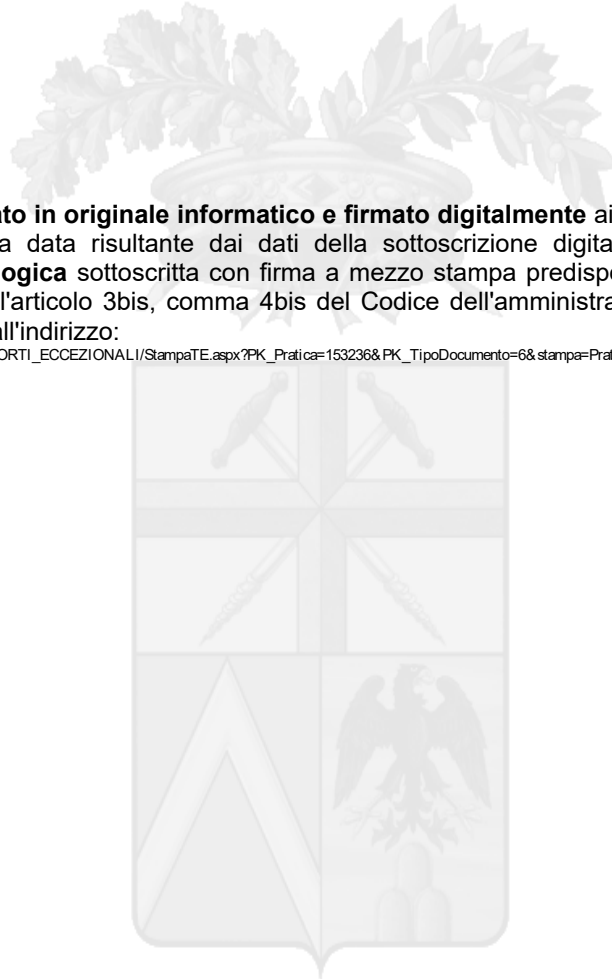 ato in originale informatico e firmato digitalmente ai
a data risultante dai dati della sottoscrizione digita
logica sottoscritta con firma a mezzo stampa predispo
l'articolo 3bis, comma 4bis del Codice dell'amministra
all'indirizzo:
ORTI_ECCEZIONALI/StampaTE.aspx?PK_Pratica=153236&PK_TipoDocumento=6&stampa=Prat